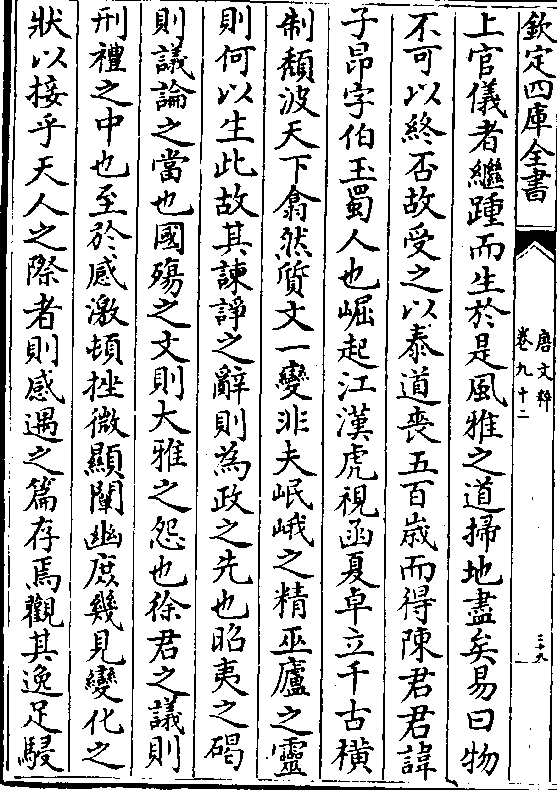 欽定四庫全書
唐文粹
卷九十二
三十九
上官儀者繼踵而生於是風雅之道掃地盡矣易曰物
不可以終否故受之以泰道喪五百歲而得陳君君諱
子昂字伯玉蜀人也崛起江漢虎視函夏卓立千古橫
制頽波天下翕然質文一變非夫岷峨之精巫廬之靈
則何以生此故其諫諍之辭則為政之先也昭夷之碣
則議論之當也國殤之文則大雅之怨也徐君之議則
刑禮之中也至於感激頓挫微顯闡幽庶幾見變化之
狀以接乎天人之際者則感遇之篇存焉觀其逸足駸